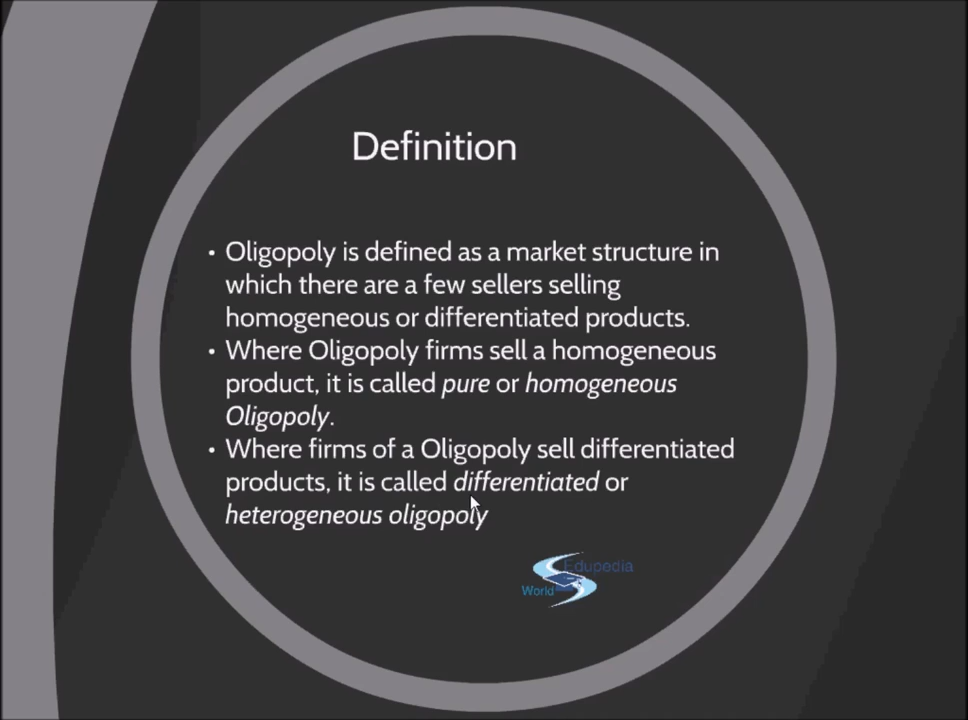 Definition
• Oligopoly is defined as a market structure in
which there are a few sellers selling
homogeneous or differentiated products.
• Where Oligopoly firms sell a homogeneous
product, it is called pure or homogeneous
Oligopoly.
• Where firms of a Oligopoly sell differentiated
products, it is called differentiated or
heterogeneous oligopoly
Edupedia
World